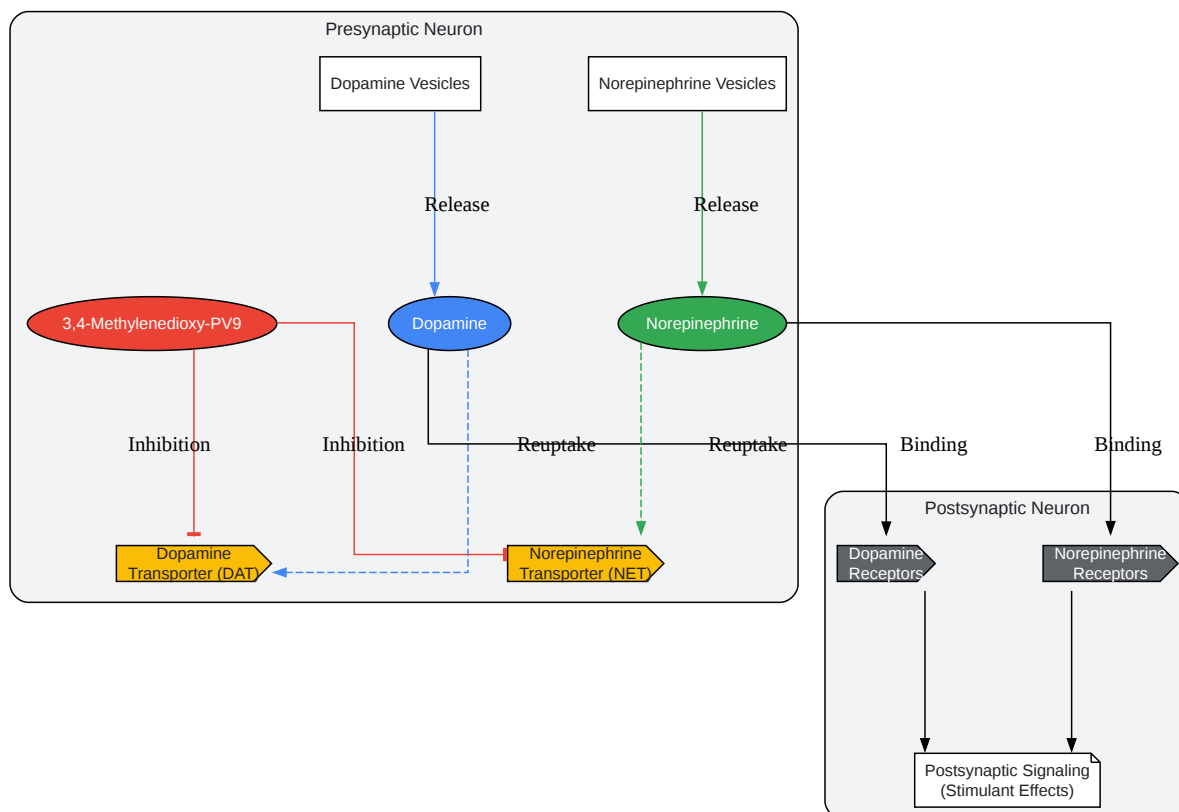 Presynaptic Neuron
Dopamine Vesicles
Norepinephrine Vesicles
Release
Release
3,4-Methylenedioxy-PV9
Dopamine
Norepinephrine
Inhibition
Inhibition
Reuptake
Reuptake
Binding
Binding
Postsynaptic Neuron
Dopamine
Transporter (DAT)
Norepinephrine
Transporter (NET)
Dopamine
Receptors
Norepinephrine
Receptors
Postsynaptic Signaling
(Stimulant Effects)